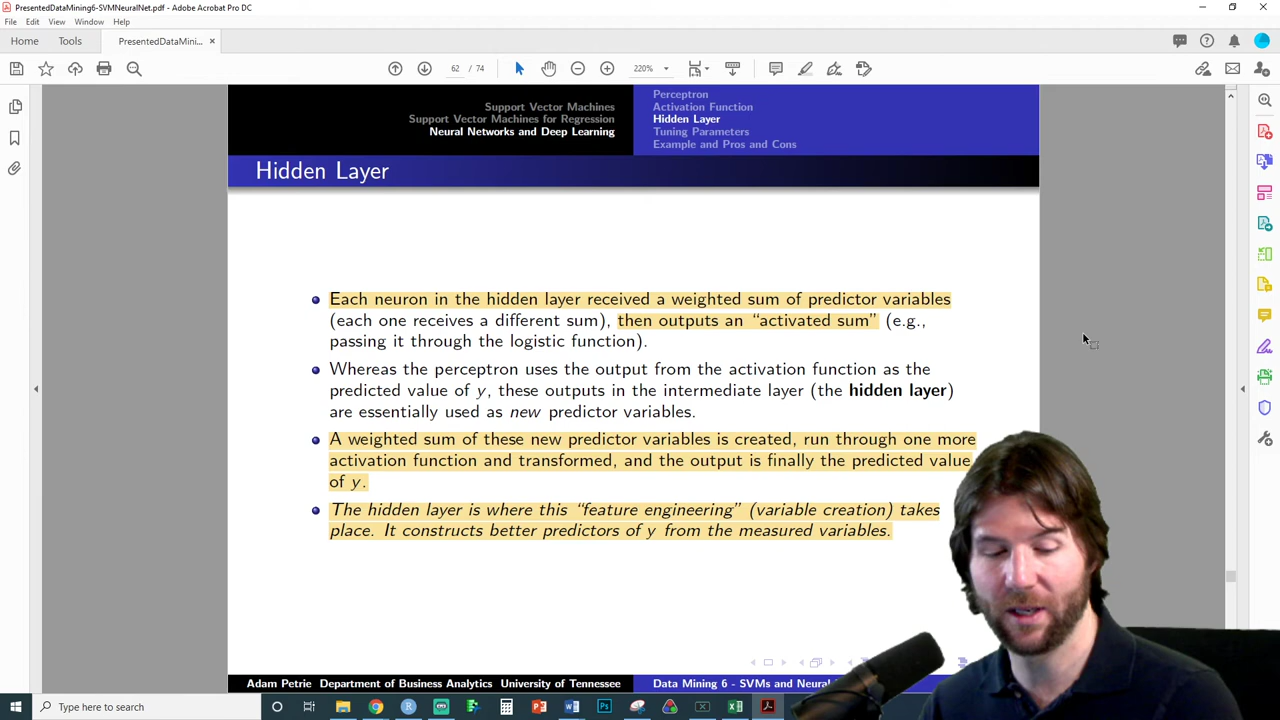 PresentedDataMining6-SVMNeuralNet.pdf - Adobe Acrobat Pro DC
File Edit View Window Help
Home Tools PresentedDataMini... ×
62 / 74 220%
Support Vector Machines
Support Vector Machines for Regression
Neural Networks and Deep Learning
Perceptron
Activation Function
Hidden Layer
Tuning Parameters
Example and Pros and Cons
Hidden Layer
Each neuron in the hidden layer received a weighted sum of predictor variables
(each one receives a different sum), then outputs an “activated sum” (e.g.,
passing it through the logistic function).
Whereas the perceptron uses the output from the activation function as the
predicted value of y, these outputs in the intermediate layer (the hidden layer)
are essentially used as new predictor variables.
A weighted sum of these new predictor variables is created, run through one more
activation function and transformed, and the output is finally the predicted value
of y.
The hidden layer is where this “feature engineering” (variable creation) takes
place. It constructs better predictors of y from the measured variables.
Adam Petrie Department of Business Analytics University of Tennessee
Data Mining 6 - SVMs and Neural
Type here to search